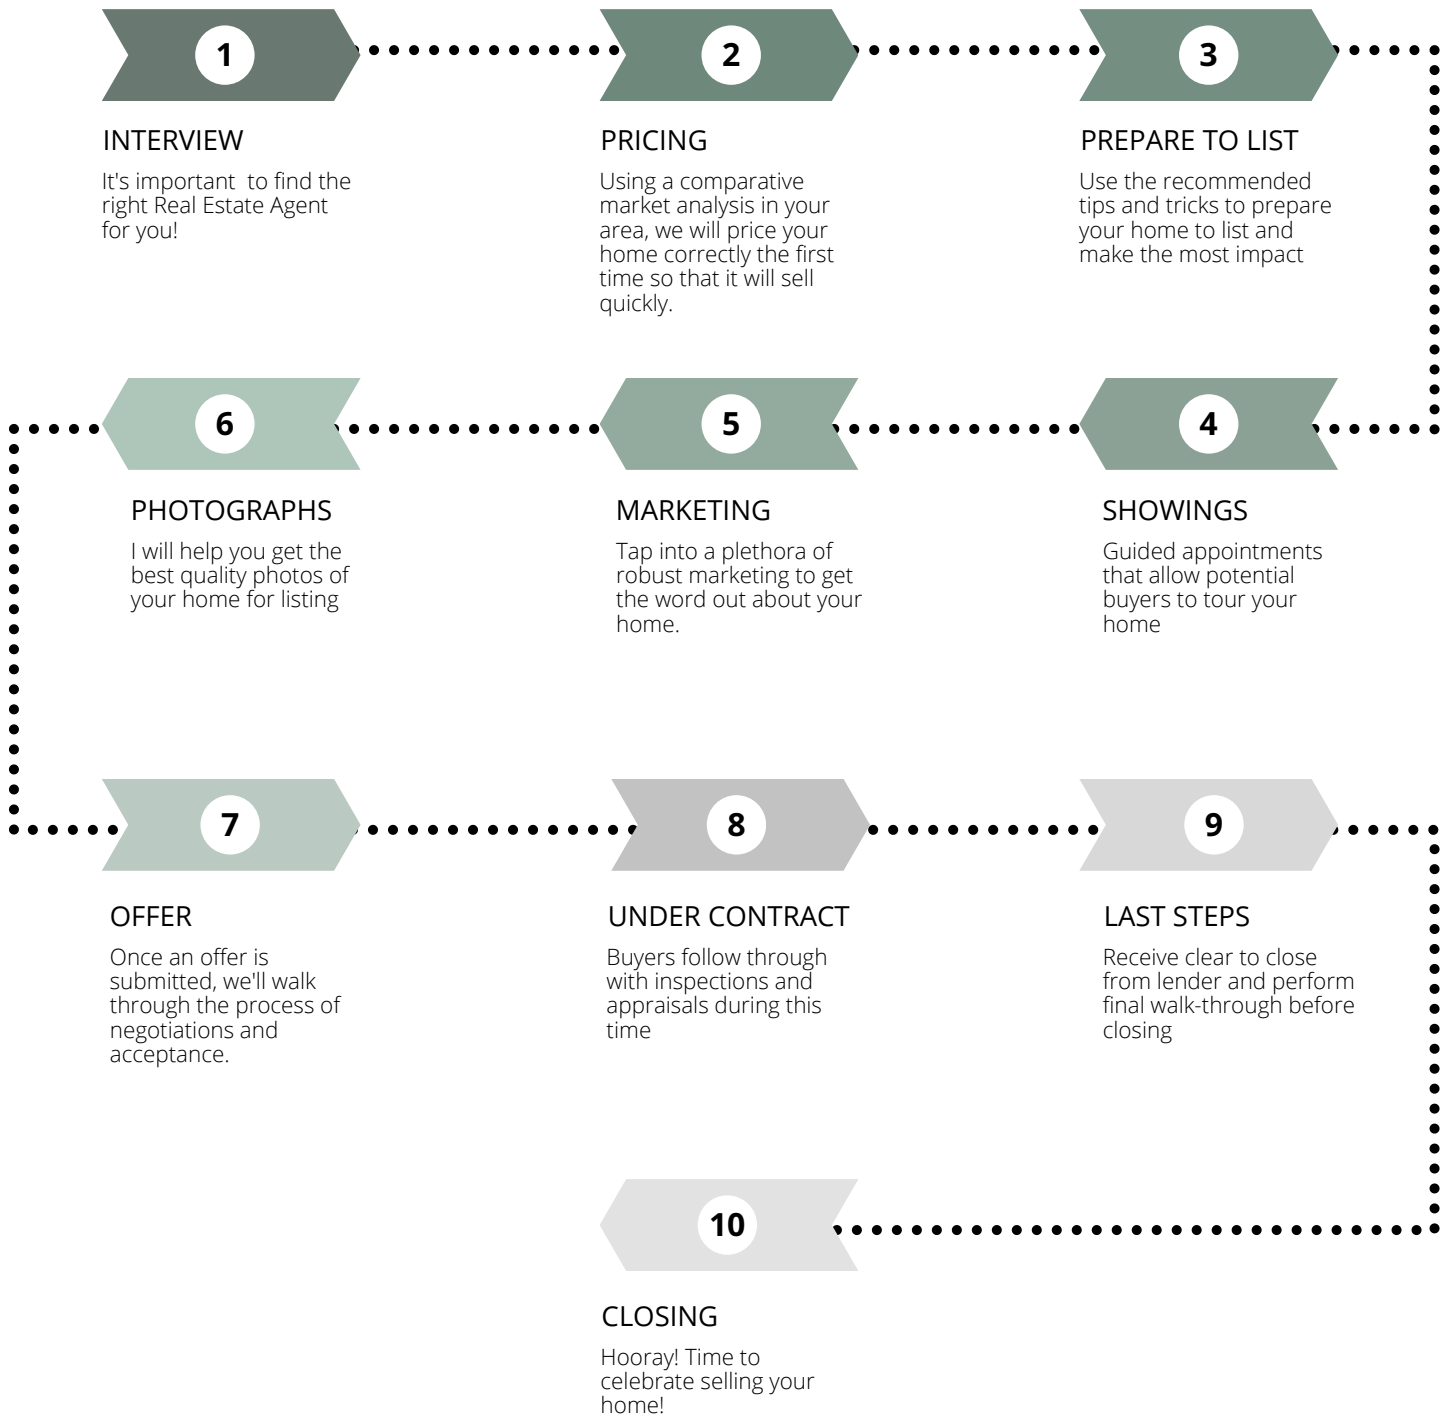 1
INTERVIEW
It's important  to find the
right Real Estate Agent
for you!
2
PRICING
Using a comparative
market analysis in your
area, we will price your
home correctly the first
time so that it will sell
quickly.
3
PREPARE TO LIST
Use the recommended
tips and tricks to prepare
your home to list and
make the most impact
4
SHOWINGS
Guided appointments
that allow potential
buyers to tour your
home
5
MARKETING
Tap into a plethora of
robust marketing to get
the word out about your
home.
6
PHOTOGRAPHS
I will help you get the
best quality photos of
your home for listing
7
OFFER
Once an offer is
submitted, we'll walk
through the process of
negotiations and
acceptance.
8
UNDER CONTRACT
Buyers follow through
with inspections and
appraisals during this
time
9
LAST STEPS
Receive clear to close
from lender and perform
final walk-through before
closing
10
CLOSING
Hooray! Time to
celebrate selling your
home!